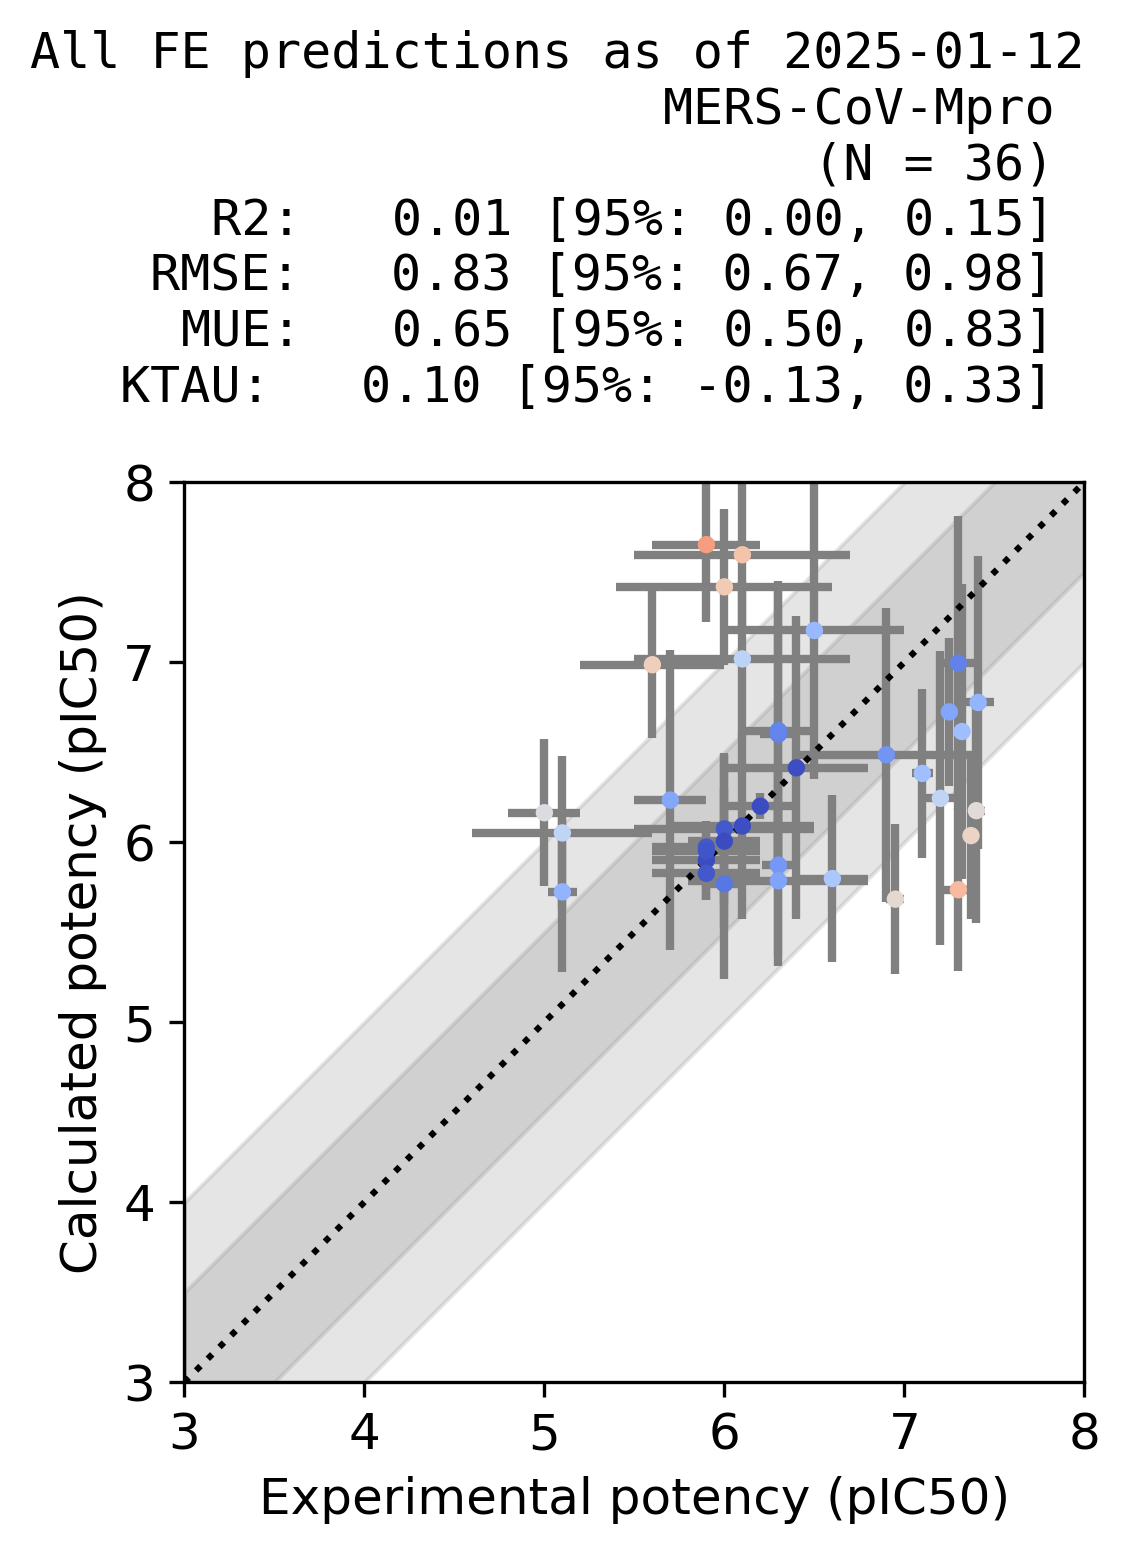 All FE predictions as of 2025-01-12
MERS-CoV-Mpro
(N = 36)
R2: 0.01 [95%: 0.00, 0.15]
RMSE: 0.83 [95%: 0.67, 0.98]
MUE: 0.65 [95%: 0.50, 0.83]
KTAU: 0.10 [95%: -0.13, 0.33]
8
7
6
5
4
3
Calculated potency (pIC50)
3 4 5 6 7 8
Experimental potency (pIC50)